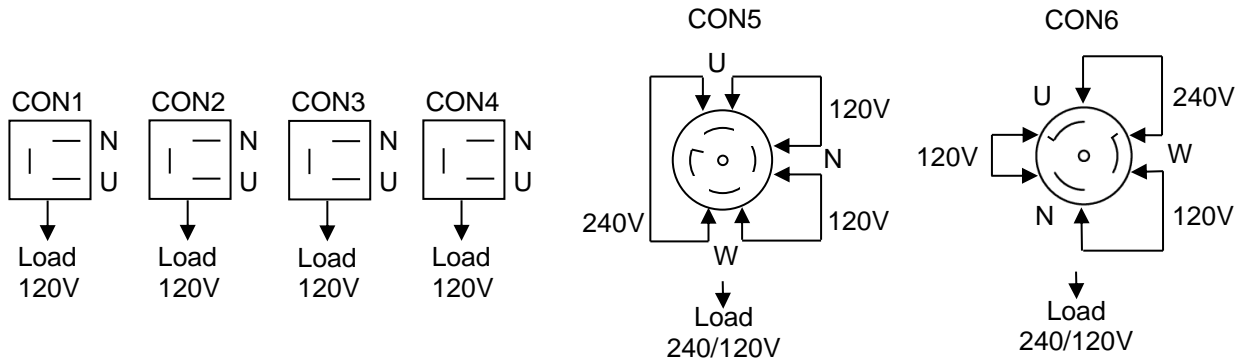 CON1
N
U
Load
120V
CON2
N
U
Load
120V
CON3
N
U
Load
120V
CON4
N
U
Load
120V
CON5
U
120V
N
240V
120V
W
Load
240/120V
CON6
U
240V
120V
W
N
120V
Load
240/120V